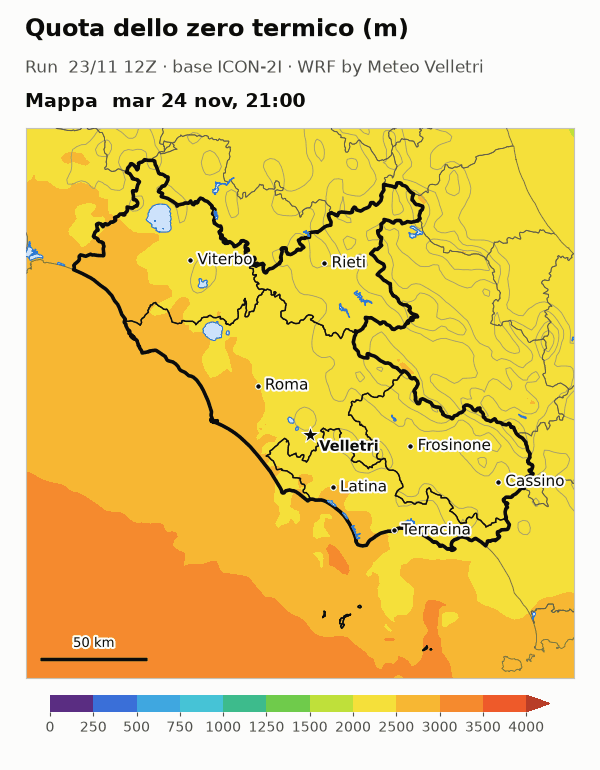 Quota dello zero termico (m)
Run  23/11 12Z · base ICON-2I · WRF by Meteo Velletri
Mappa  mar 24 nov, 21:00
Viterbo
Rieti
Roma
Velletri
Frosinone
Cassino
Latina
Terracina
50 km
0 250 500 750 1000 1250 1500 2000 2500 3000 3500 4000